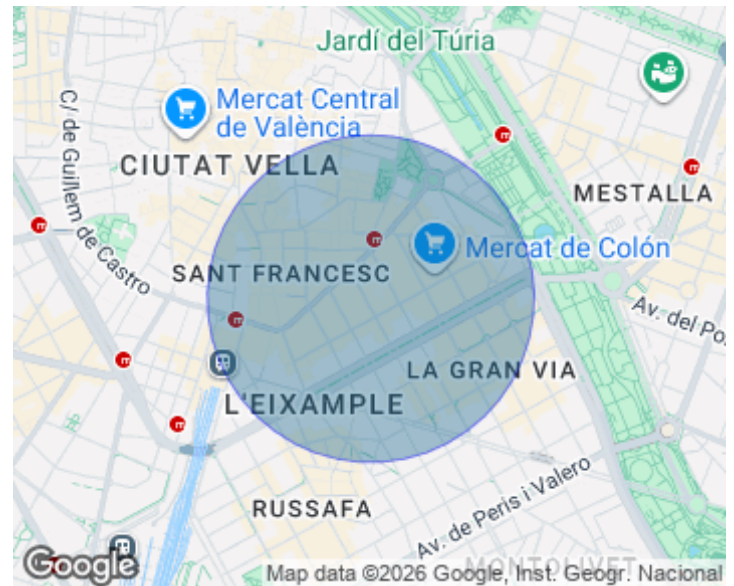 Jardí del Túria
Mercat Central
de València
C/ de Guillem de Castro
CIUTAT VELLA
MESTALLA
Mercat de Colón
SANT FRANCESC
Av. del Po
LA GRAN VIA
L'EIXAMPLE
RUSSAFA
Av. de Peris i Valero
MONTOLIVET
Google
Map data ©2026 Google, Inst. Geogr. Nacional